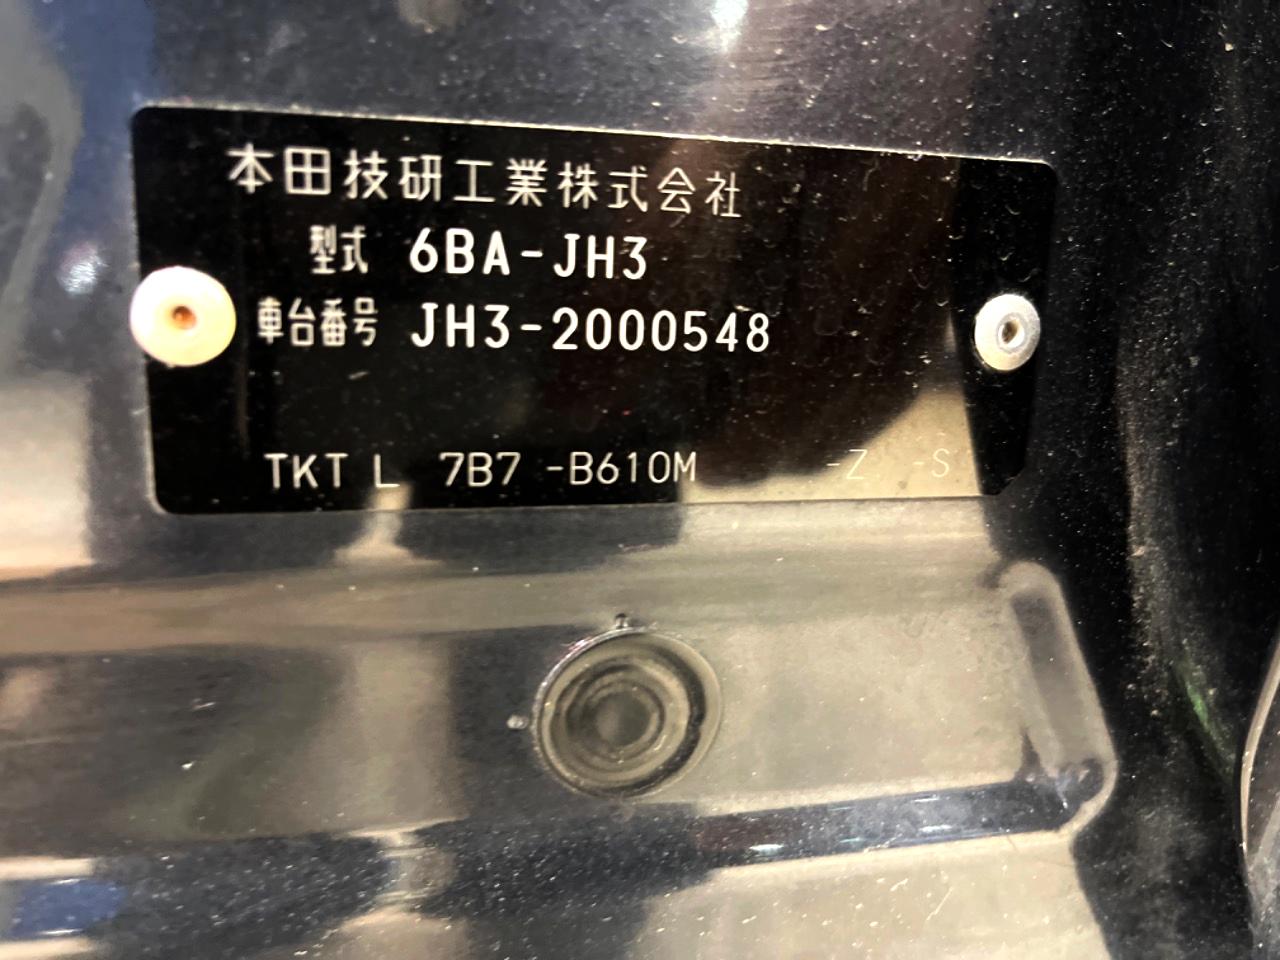 本田技研工業株式会社
型式 6BA-JH3
車台番号 JH3-2000548
TKT L 7B7 -B610M -Z -S